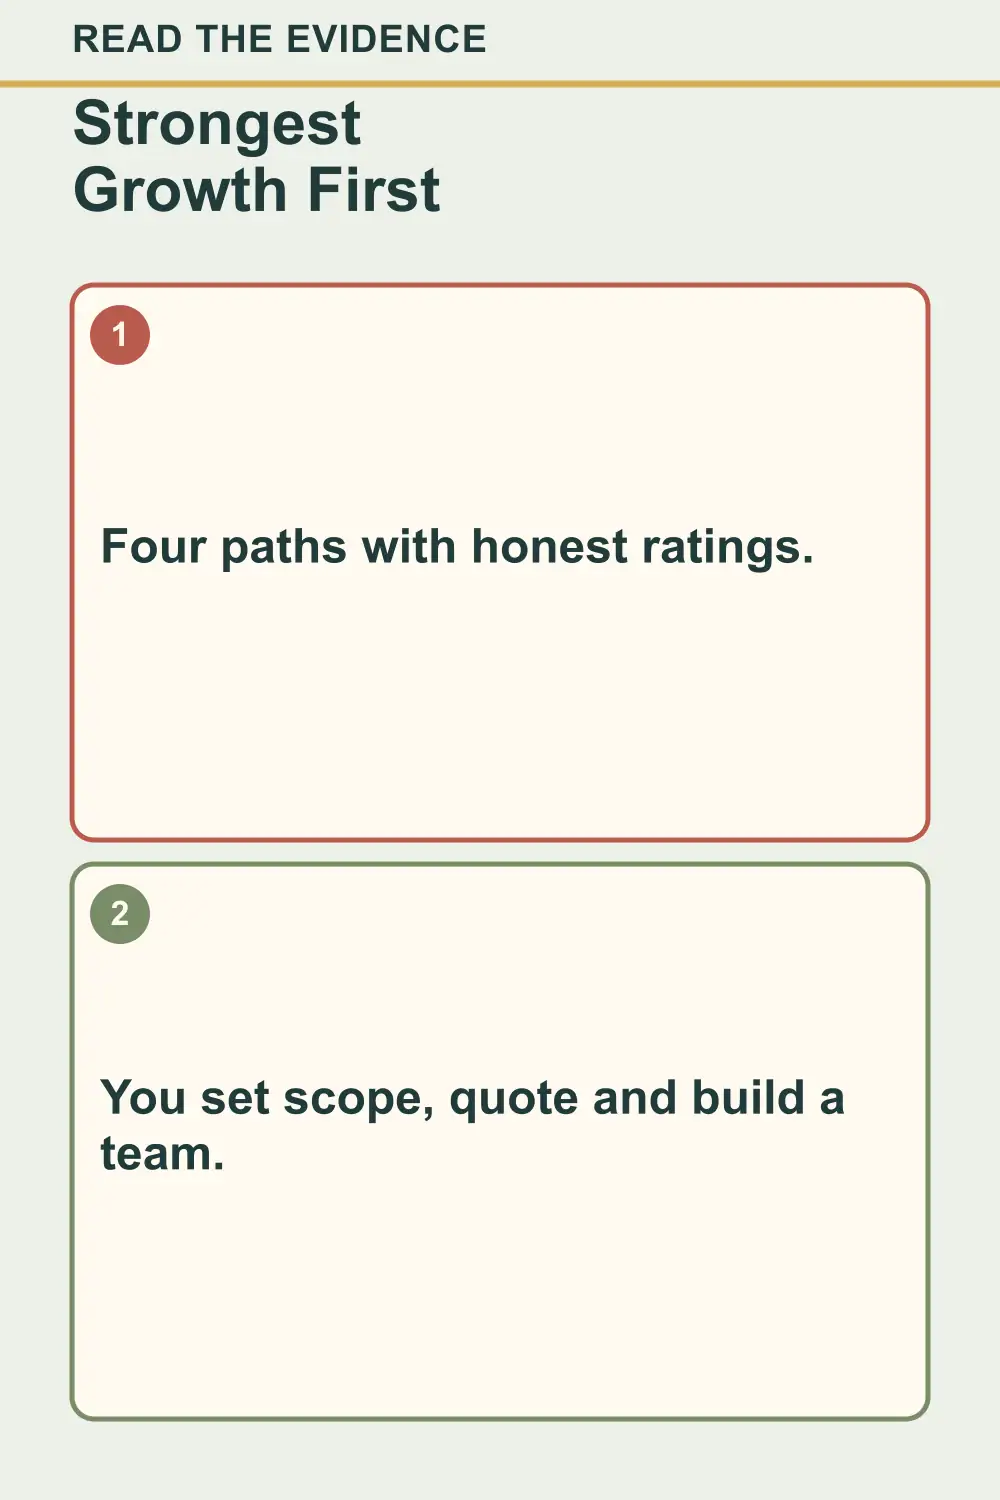 READ THE EVIDENCE
Strongest
Growth First
1
Four paths with honest ratings.
2
You set scope, quote and build a
team.